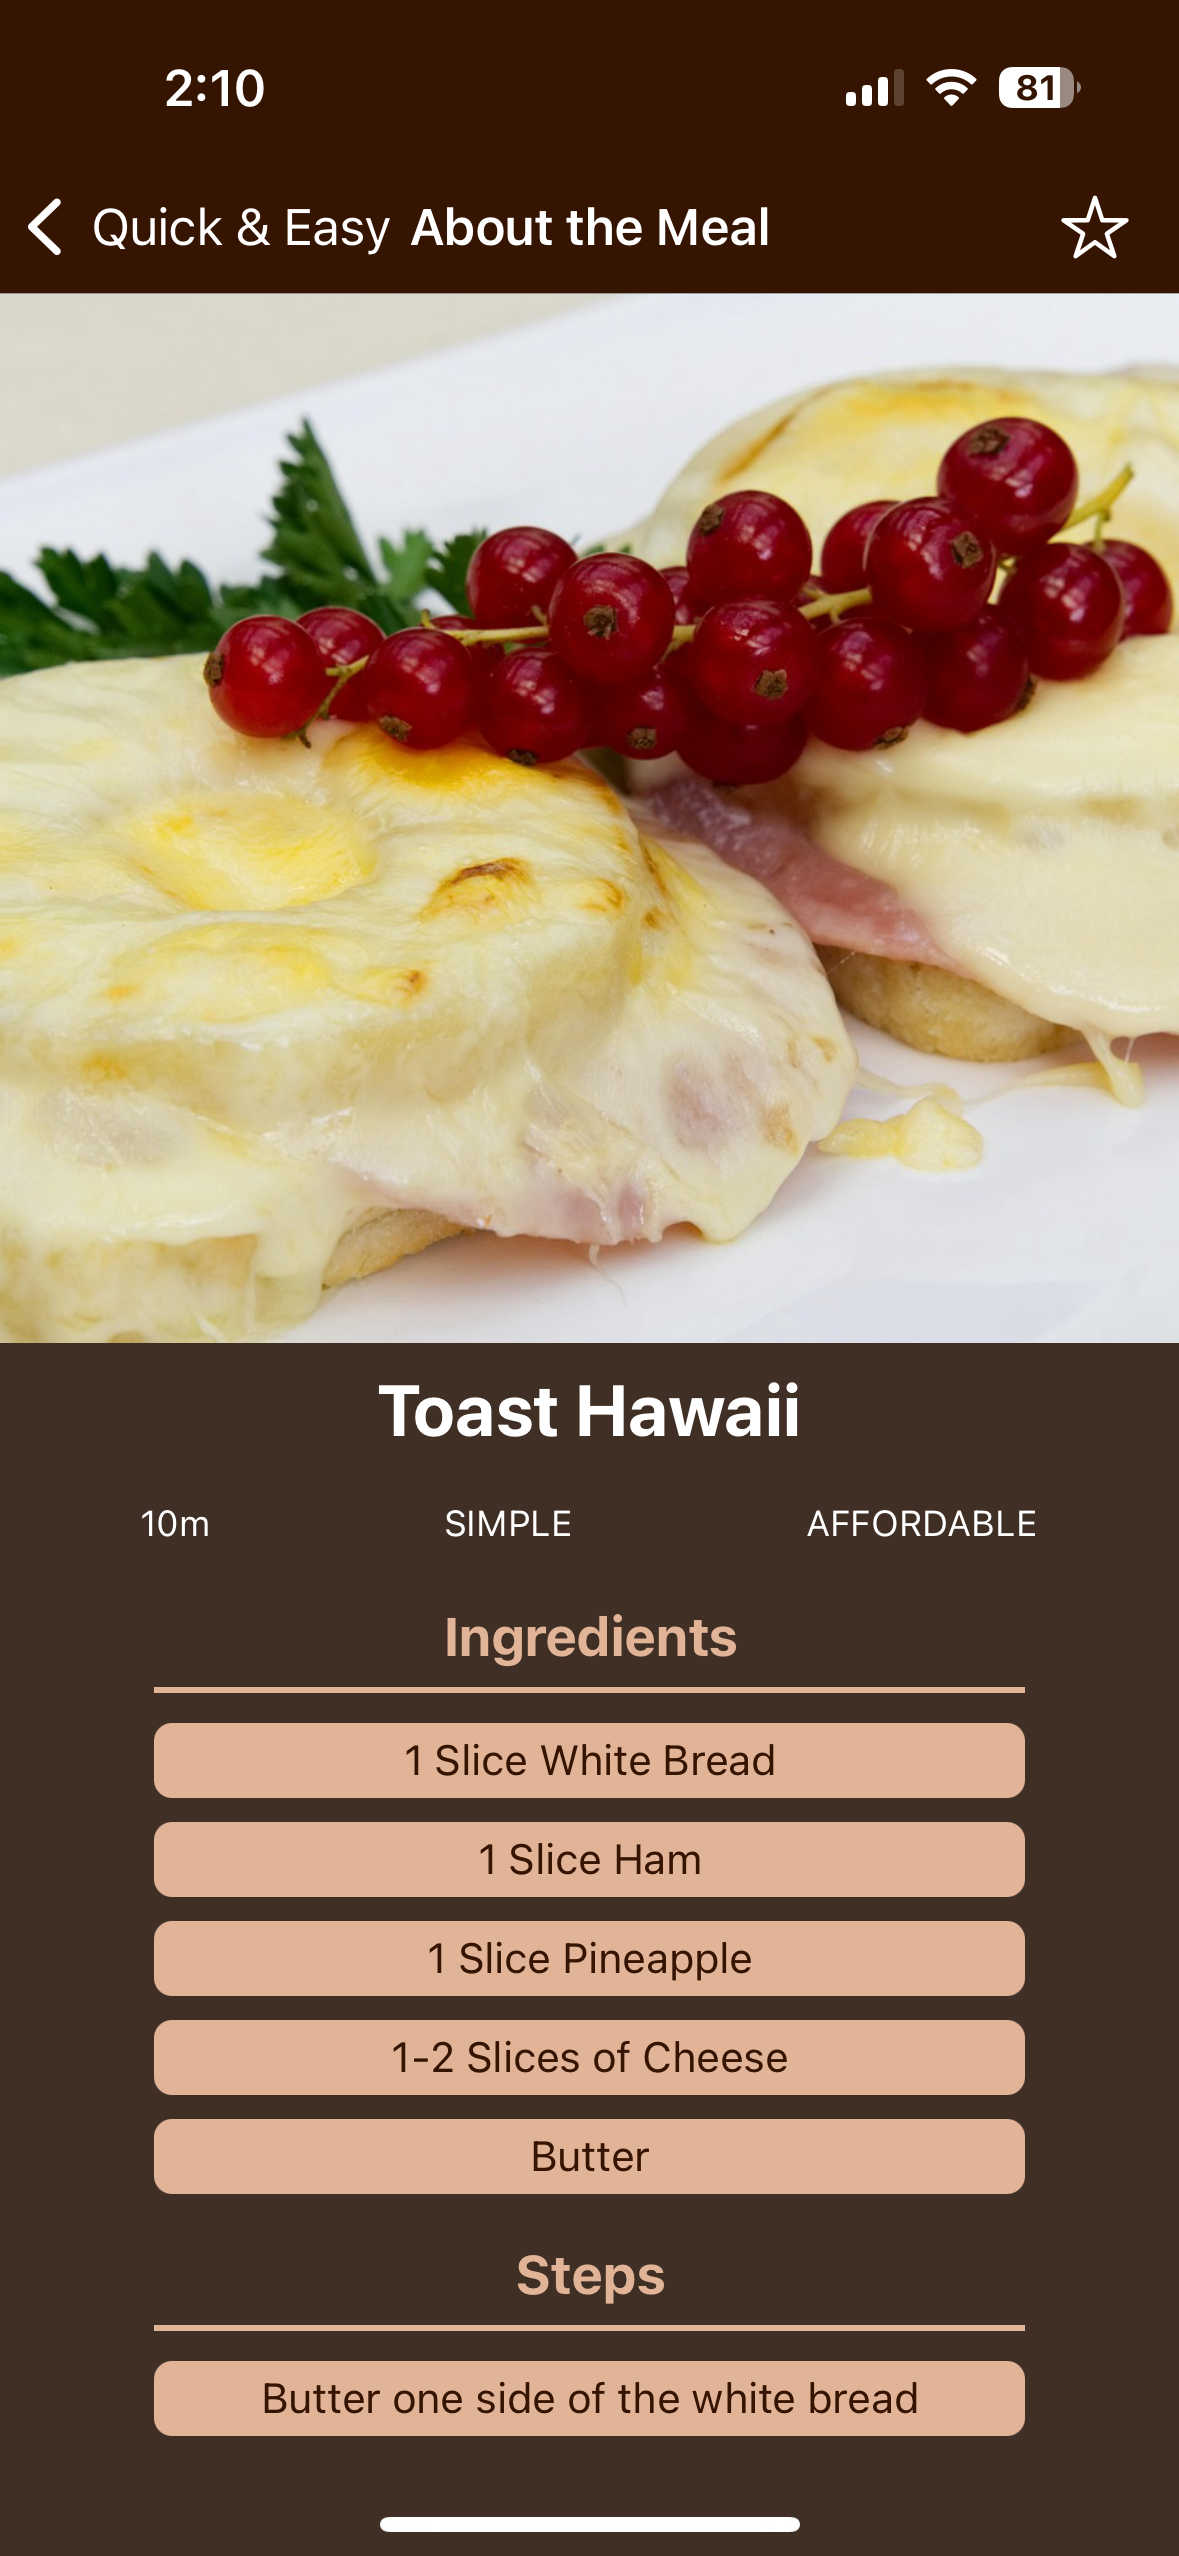 2:10
81
Quick & Easy About the Meal
Toast Hawaii
10m SIMPLE AFFORDABLE
Ingredients
1 Slice White Bread
1 Slice Ham
1 Slice Pineapple
1-2 Slices of Cheese
Butter
Steps
Butter one side of the white bread